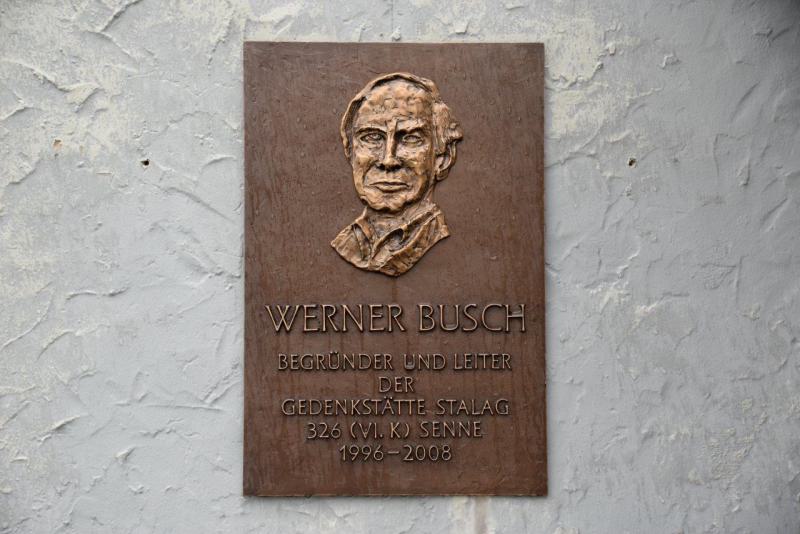 WERNER BUSCH
BEGRÜNDER UND LEITER
DER
GEDENKSTÄTTE STALAG
326 (VI. K) SENNE
1996–2008